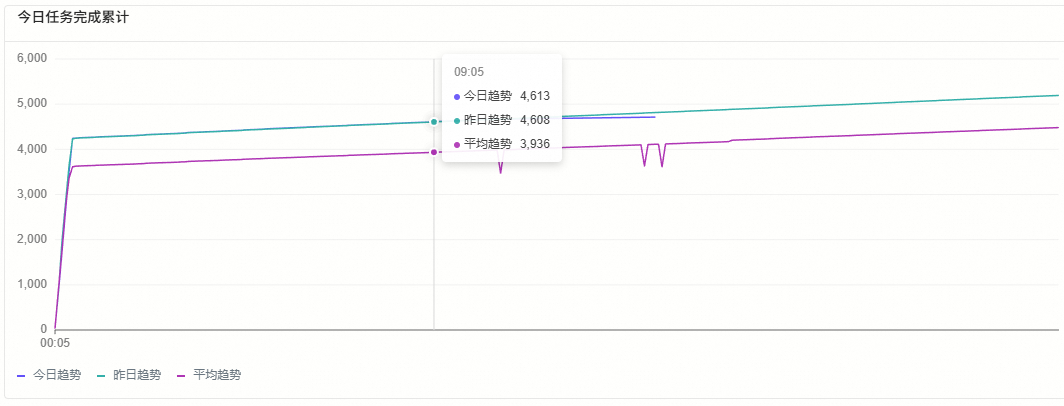 今日任务完成累计
6,000
5,000
4,000
3,000
2,000
1,000
0
00:05
09:05
今日趋势 4,613
昨日趋势 4,608
平均趋势 3,936
今日趋势 昨日趋势 平均趋势